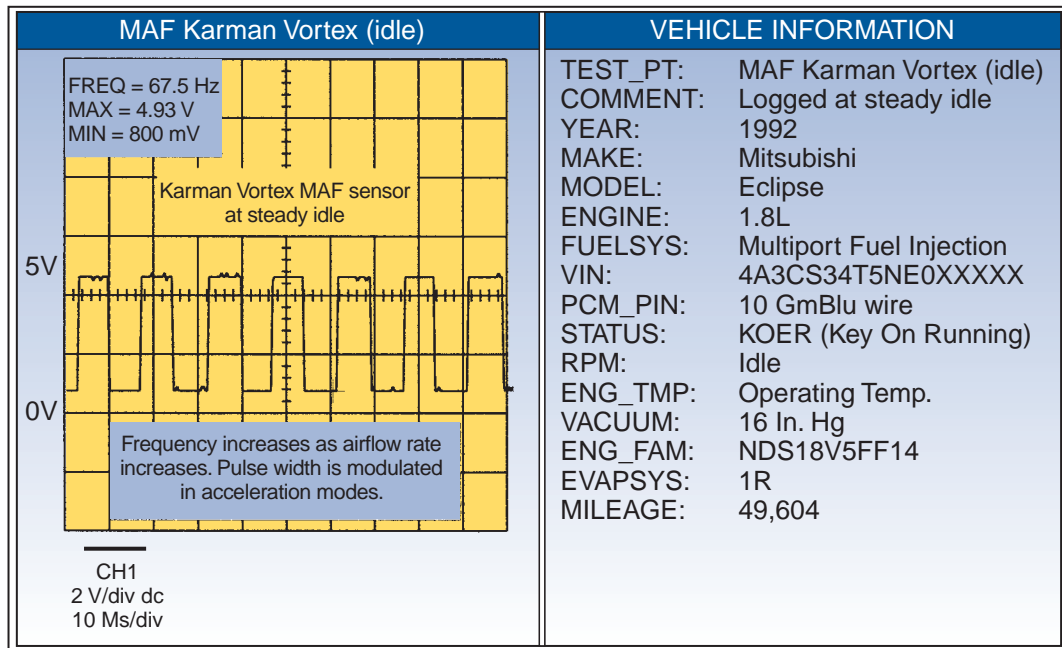 MAF Karman Vortex (idle)
FREQ = 67.5 Hz
MAX = 4.93 V
MIN = 800 mV
Karman Vortex MAF sensor
at steady idle
5V
0V
Frequency increases as airflow rate
increases. Pulse width is modulated
in acceleration modes.
CH1
2 V/div dc
10 Ms/div
VEHICLE INFORMATION
TEST_PT: MAF Karman Vortex (idle)
COMMENT: Logged at steady idle
YEAR: 1992
MAKE: Mitsubishi
MODEL: Eclipse
ENGINE: 1.8L
FUELSYS: Multiport Fuel Injection
VIN: 4A3CS34T5NE0XXXXX
PCM_PIN: 10 GmBlu wire
STATUS: KOER (Key On Running)
RPM: Idle
ENG_TMP: Operating Temp.
VACUUM: 16 In. Hg
ENG_FAM: NDS18V5FF14
EVAPSYS: 1R
MILEAGE: 49,604